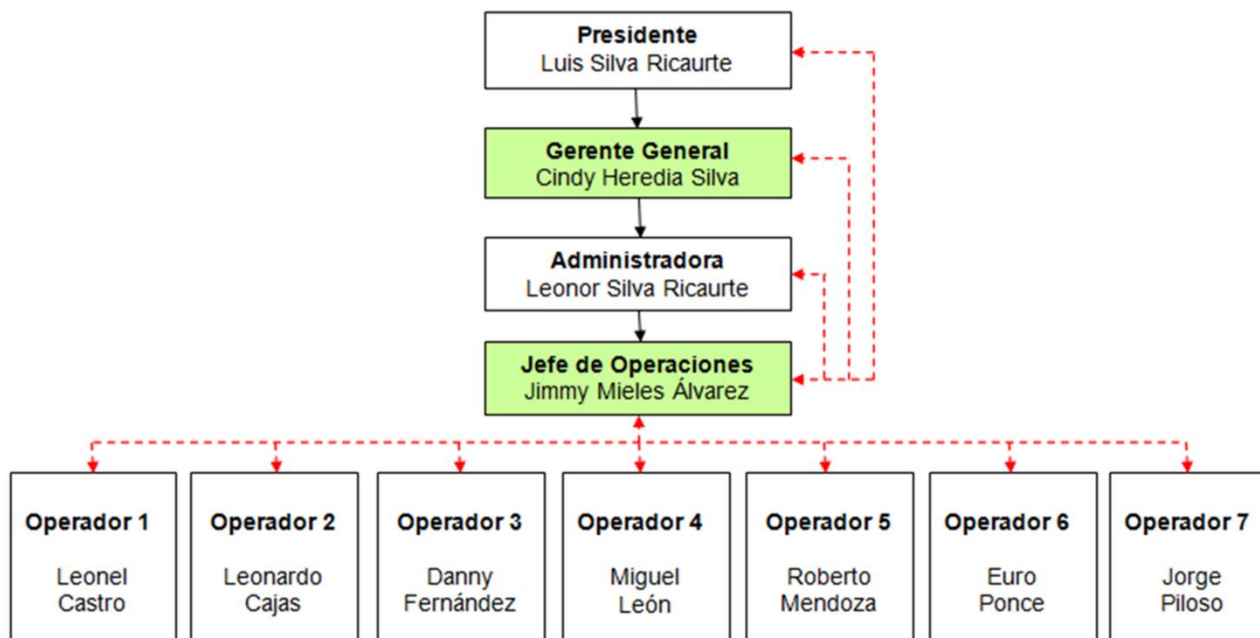 Presidente
Luis Silva Ricaurte
Gerente General
Cindy Heredia Silva
Administradora
Leonor Silva Ricaurte
Jefe de Operaciones
Jimmy Mieles Álvarez
Operador 1
Leonel
Castro
Operador 2
Leonardo
Cajas
Operador 3
Danny
Fernández
Operador 4
Miguel
León
Operador 5
Roberto
Mendoza
Operador 6
Euro
Ponce
Operador 7
Jorge
Piloso